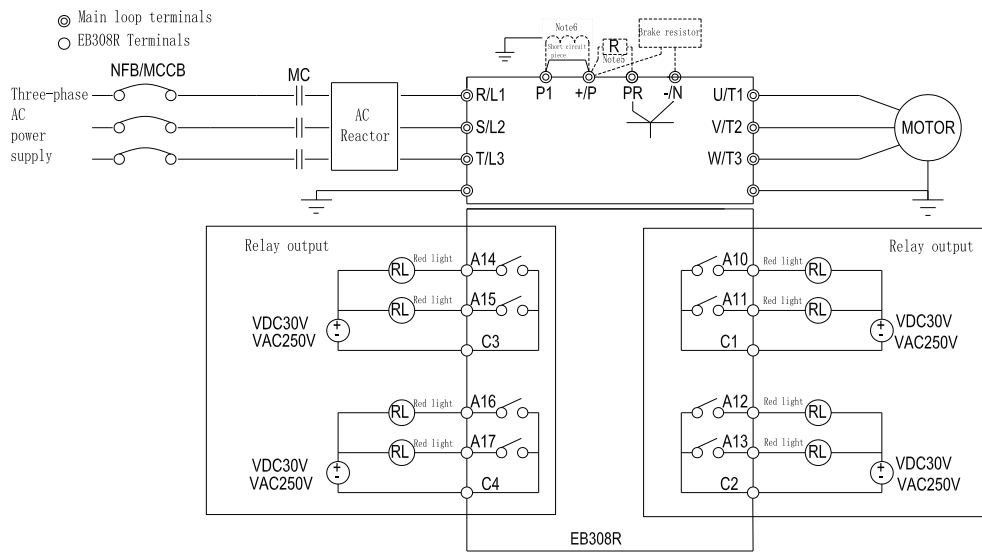 Main loop terminals
EB308R Terminals
NFB/MCCB
MC
Three-phase
AC
power
supply
AC
Reactor
Note6
Short circuit
piece
R
Note5
Brake resistor
P1
+/P
PR
-/N
R/L1
S/L2
T/L3
U/T1
V/T2
W/T3
MOTOR
Relay output
RL
Red light
A14
RL
Red light
A15
VDC30V
VAC250V
+
-
C3
RL
Red light
A16
RL
Red light
A17
VDC30V
VAC250V
+
-
C4
Relay output
A10
Red light
RL
A11
Red light
RL
VDC30V
VAC250V
+
-
C1
A12
Red light
RL
A13
Red light
RL
VDC30V
VAC250V
+
-
C2
EB308R